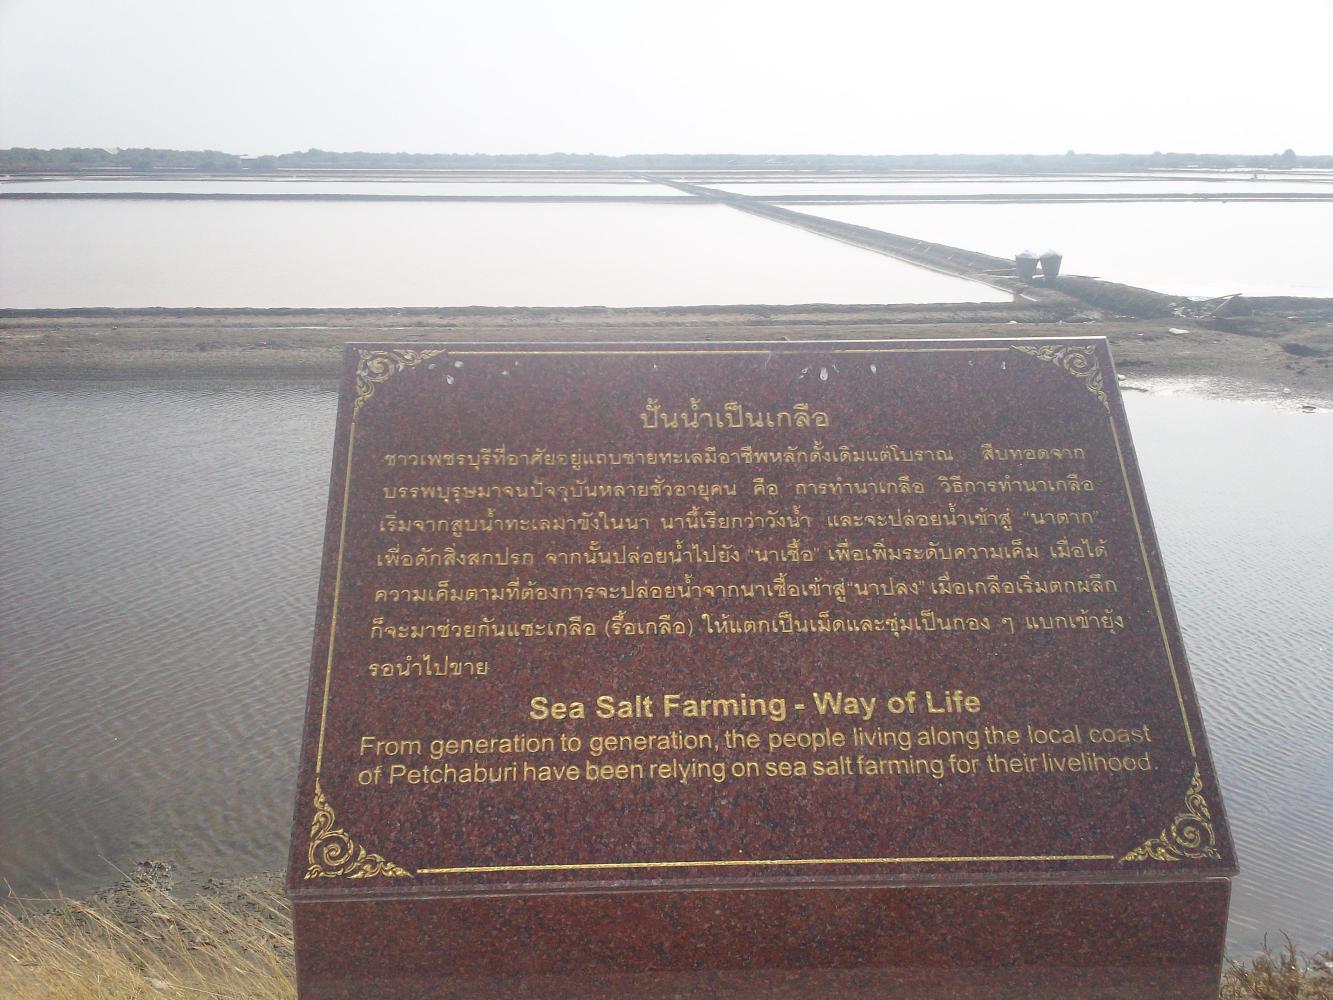 ปั้นน้ำเป็นเกลือ
ชาวเพชรบุรีที่อาศัยอยู่แถบชายทะเลมีอาชีพหลักดั้งเดิมแต่โบราณ สืบทอดจาก
บรรพบุรุษมาจนปัจจุบันหลายชั่วอายุคน คือ การทำนาเกลือ วิธีการทำนาเกลือ
เริ่มจากสูบน้ำทะเลมาขังในนา นานี้เรียกว่าวังน้ำ และจะปล่อยน้ำเข้าสู่ “นาตาก”
เพื่อดักสิ่งสกปรก จากนั้นปล่อยน้ำไปยัง “นาเชื้อ” เพื่อเพิ่มระดับความเค็ม เมื่อได้
ความเค็มตามที่ต้องการจะปล่อยน้ำจากนาเชื้อเข้าสู่ “นาปลง” เมื่อเกลือเริ่มตกผลึก
ก็จะมาช่วยกันแซะเกลือ (รื้อเกลือ) ให้แตกเป็นเม็ดและซุ่มเป็นกอง ๆ แบกเข้ายุ้ง
รอนำไปขาย
Sea Salt Farming - Way of Life
From generation to generation, the people living along the local coast
of Petchaburi have been relying on sea salt farming for their livelihood.